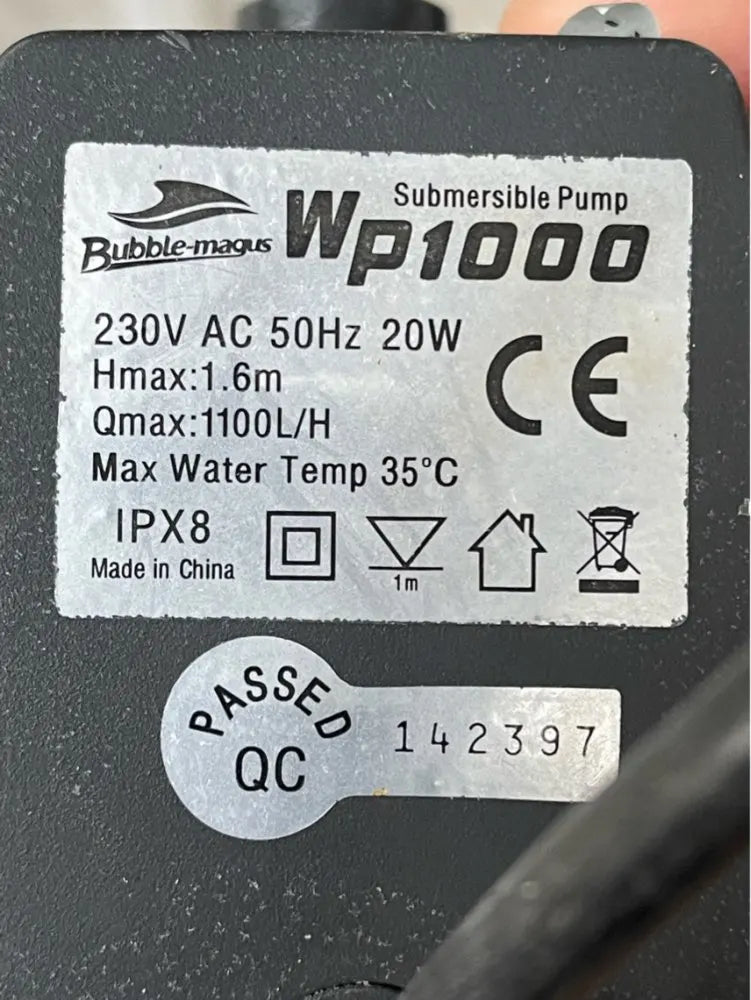 Submersible Pump
Bubble-magus Wp1000
230V AC 50Hz 20W
Hmax:1.6m
Qmax:1100L/H
CE
Max Water Temp 35°C
IPX8
Made in China
1m
PASSED
QC
142397